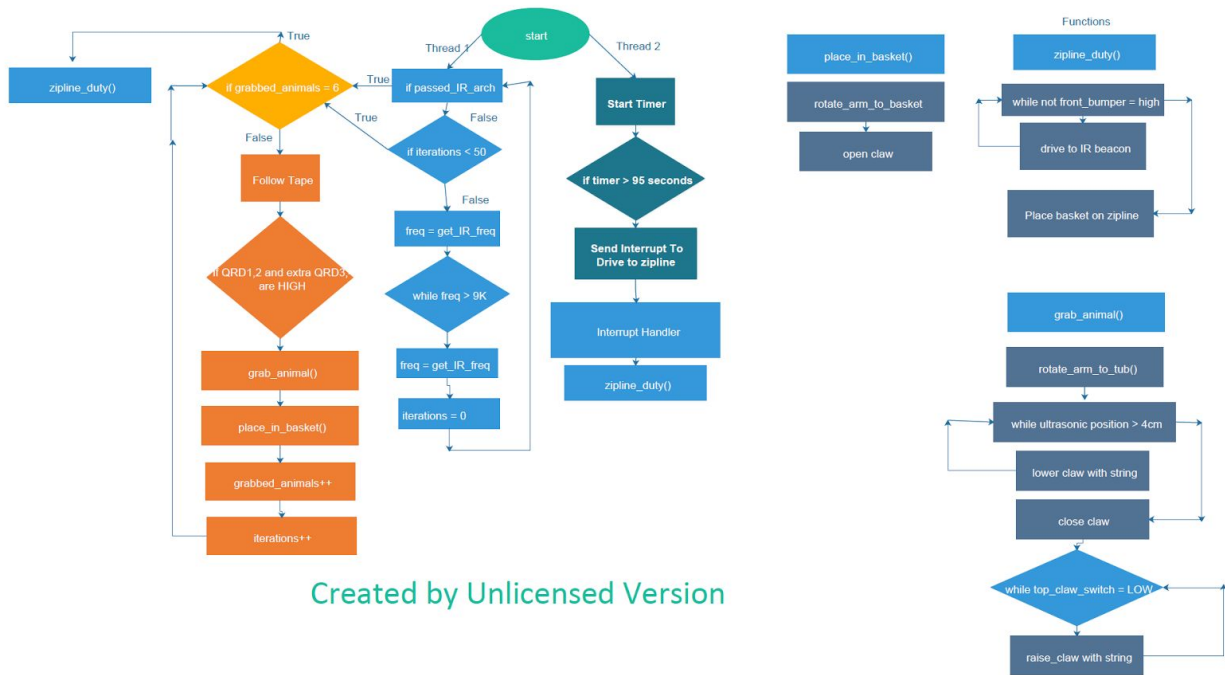 start
Thread 1
Thread 2
True
zipline_duty()
if grabbed_animals = 6
True
if passed_IR_arch
True
False
if iterations < 50
False
Follow Tape
False
freq = get_IR_freq
if QRD1,2 and extra QRD3,
are HIGH
while freq > 9K
grab_animal()
freq = get_IR_freq
place_in_basket()
iterations = 0
grabbed_animals++
iterations++
Start Timer
if timer > 95 seconds
Send Interrupt To
Drive to zipline
Interrupt Handler
zipline_duty()
Functions
place_in_basket()
rotate_arm_to_basket
open claw
zipline_duty()
while not front_bumper = high
drive to IR beacon
Place basket on zipline
grab_animal()
rotate_arm_to_tub()
while ultrasonic position > 4cm
lower claw with string
close claw
while top_claw_switch = LOW
raise_claw with string
Created by Unlicensed Version